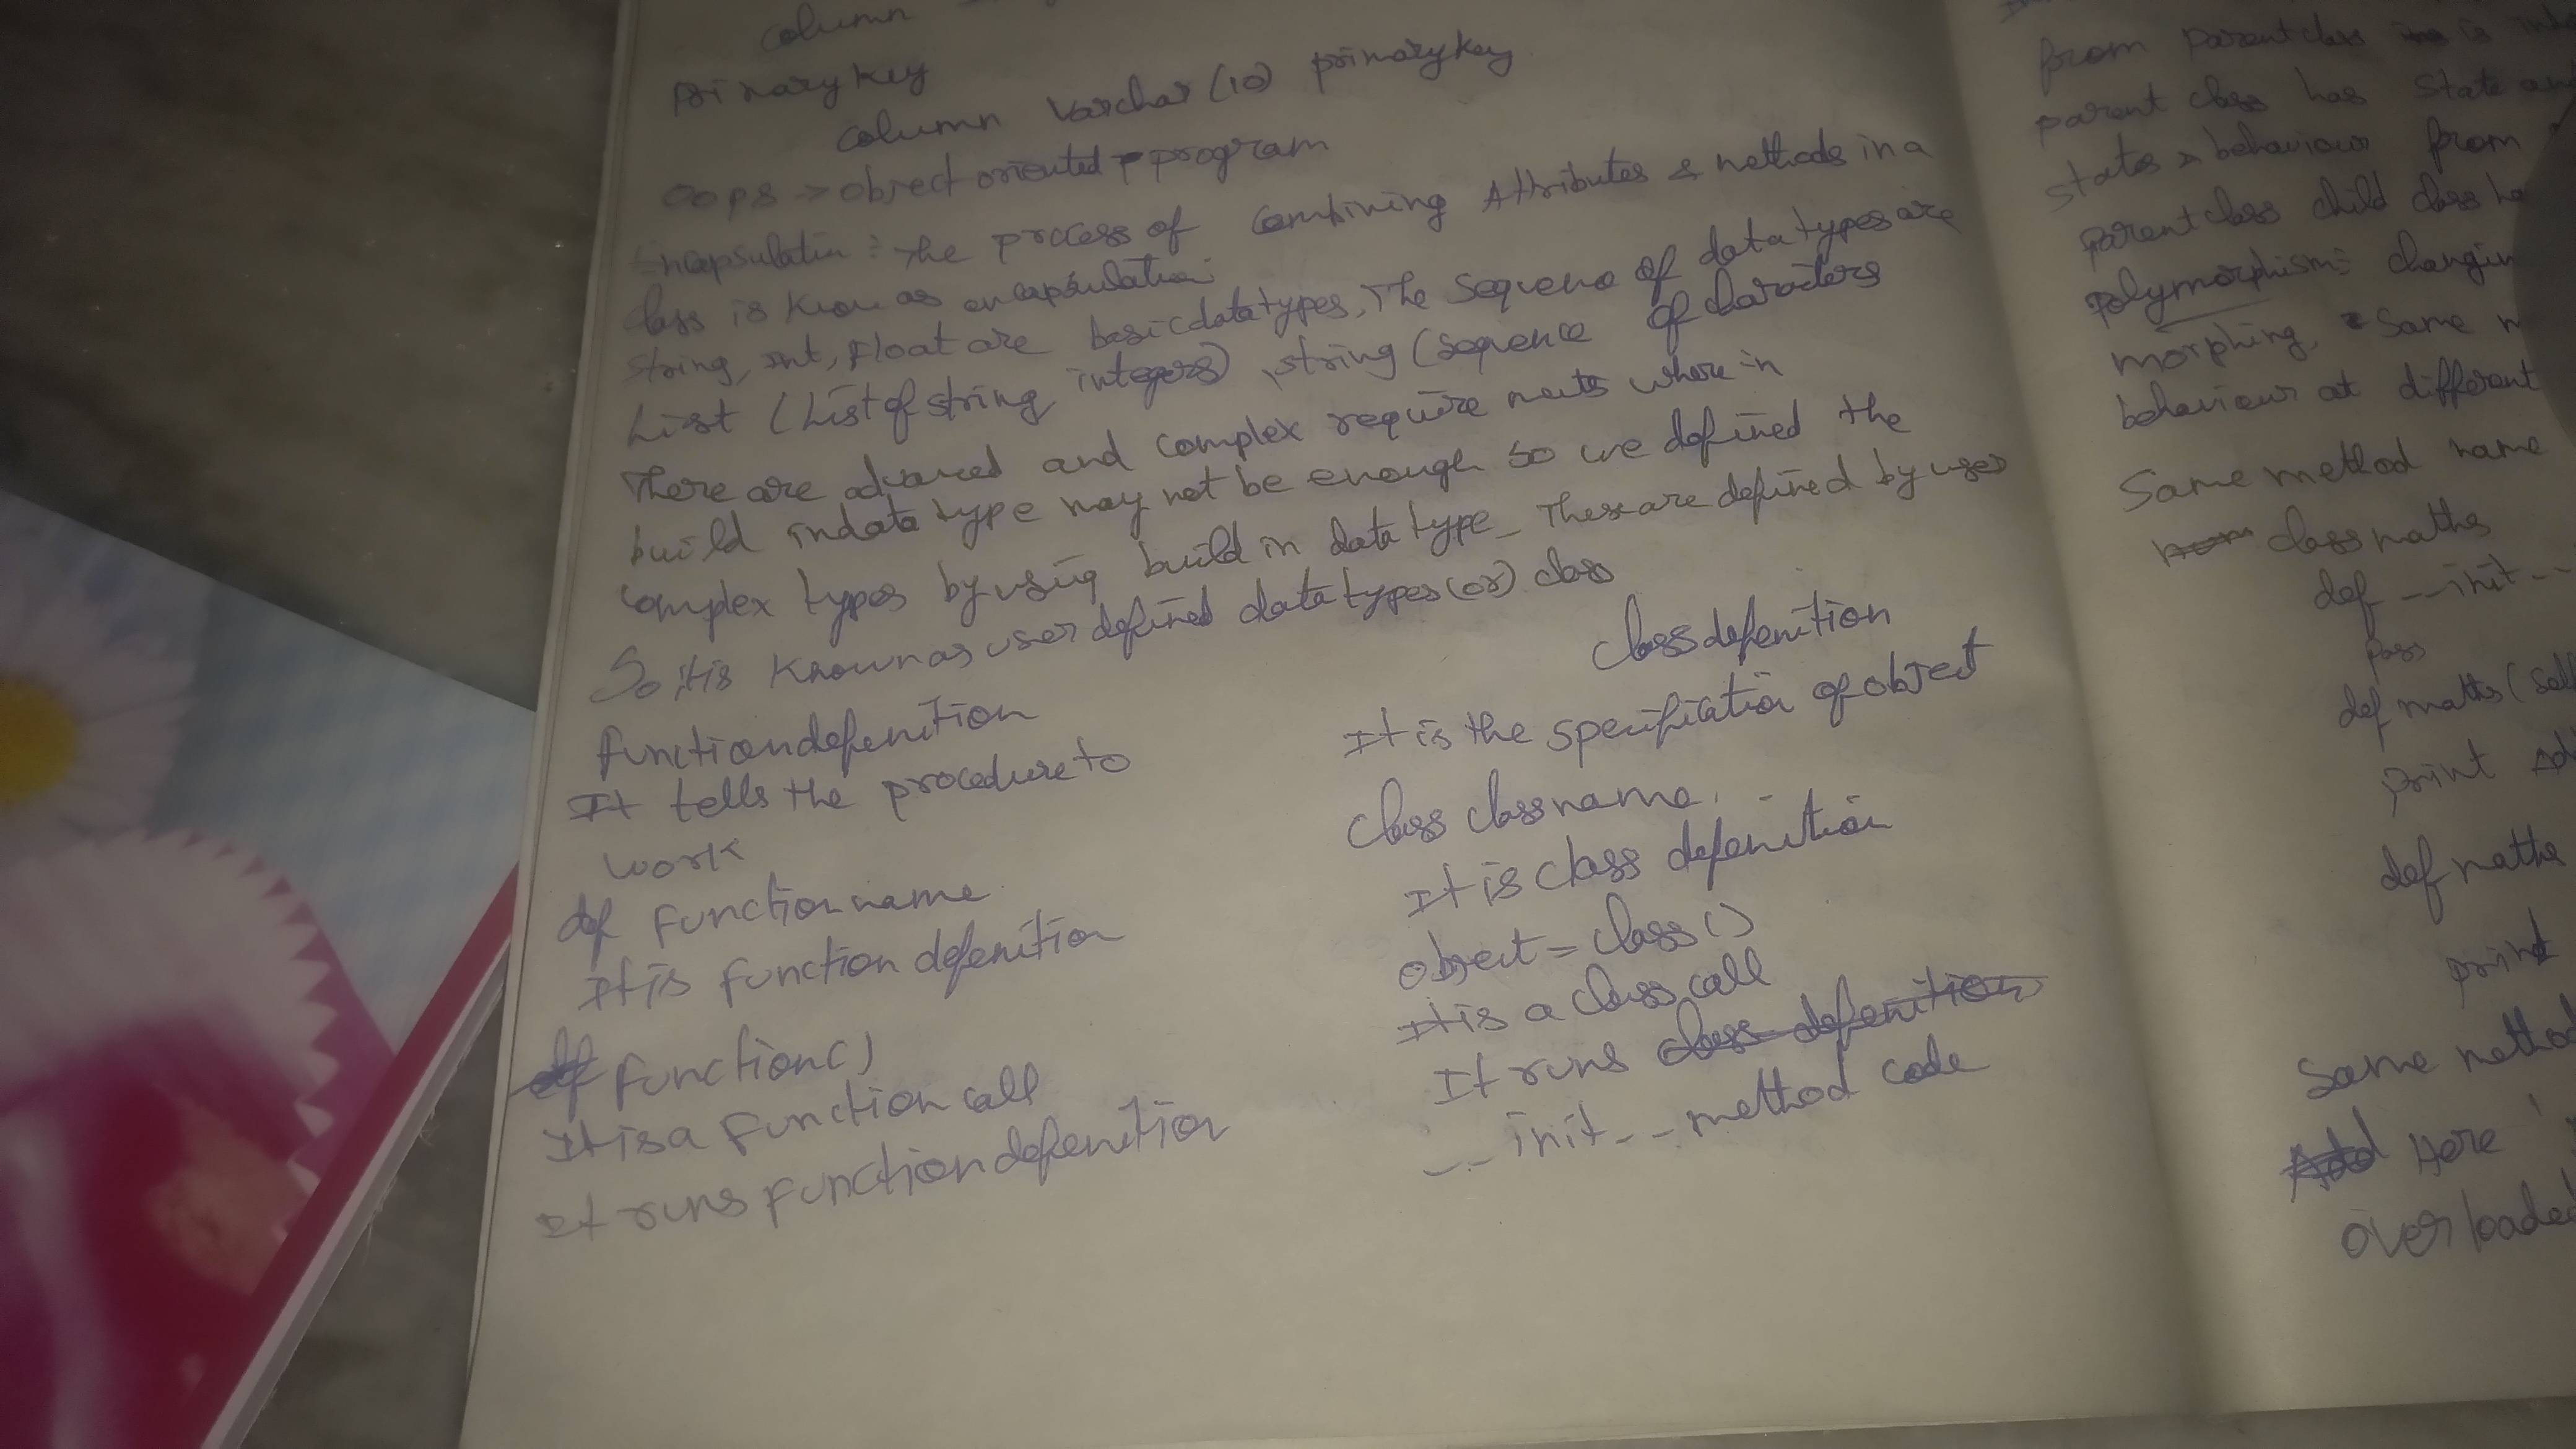 column
Primary key
column Varchar (10) primary key
Oops -> object oriented program
Encapsulation : The process of combining Attributes & methods in a
class is know as encapsulation
string, Int, Float are basic datatypes, The Sequence of data types are
List (List of string, integers), string (sequence of characters
There are advanced and complex require ments where in
build in data type may not be enough so we defined the
complex types by using build in data type. These are defined by user
So, it is known as user defined data types (or) class
function defenition
It tells the procedure to
work
def Function name
It is function defenition
def function()
It is a function call
It runs Function defenition
class defenition
It is the specification of object
Class class name.
It is class defenition
object = class()
It is a class call
It runs class defenition
__init__ method code
from parent class is
parent class has State and
states > behaviour from
parent class child class
Polymorphism : changin
morphing, Same
behaviour at different
Same method name
class maths
def __init__
pass
def maths (self
print Ad
def maths
print
Same method
Add Here
overloaded